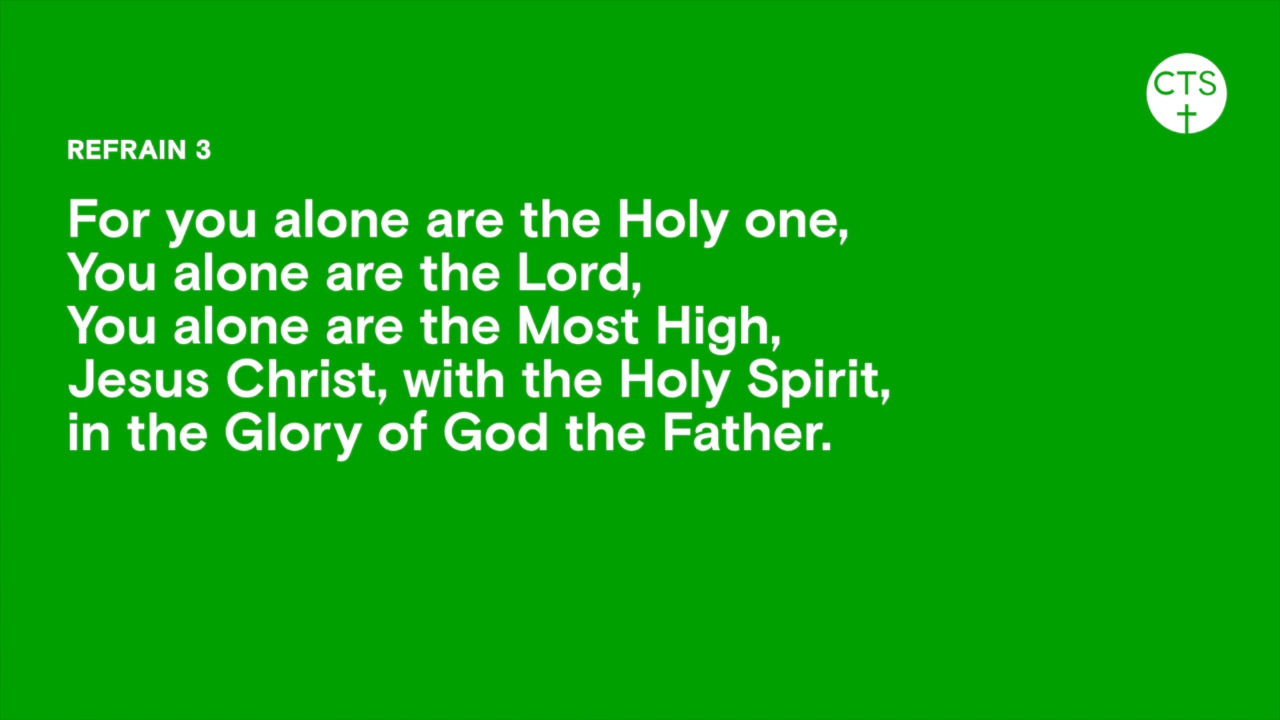 CTS
REFRAIN 3
For you alone are the Holy one,
You alone are the Lord,
You alone are the Most High,
Jesus Christ, with the Holy Spirit,
in the Glory of God the Father.